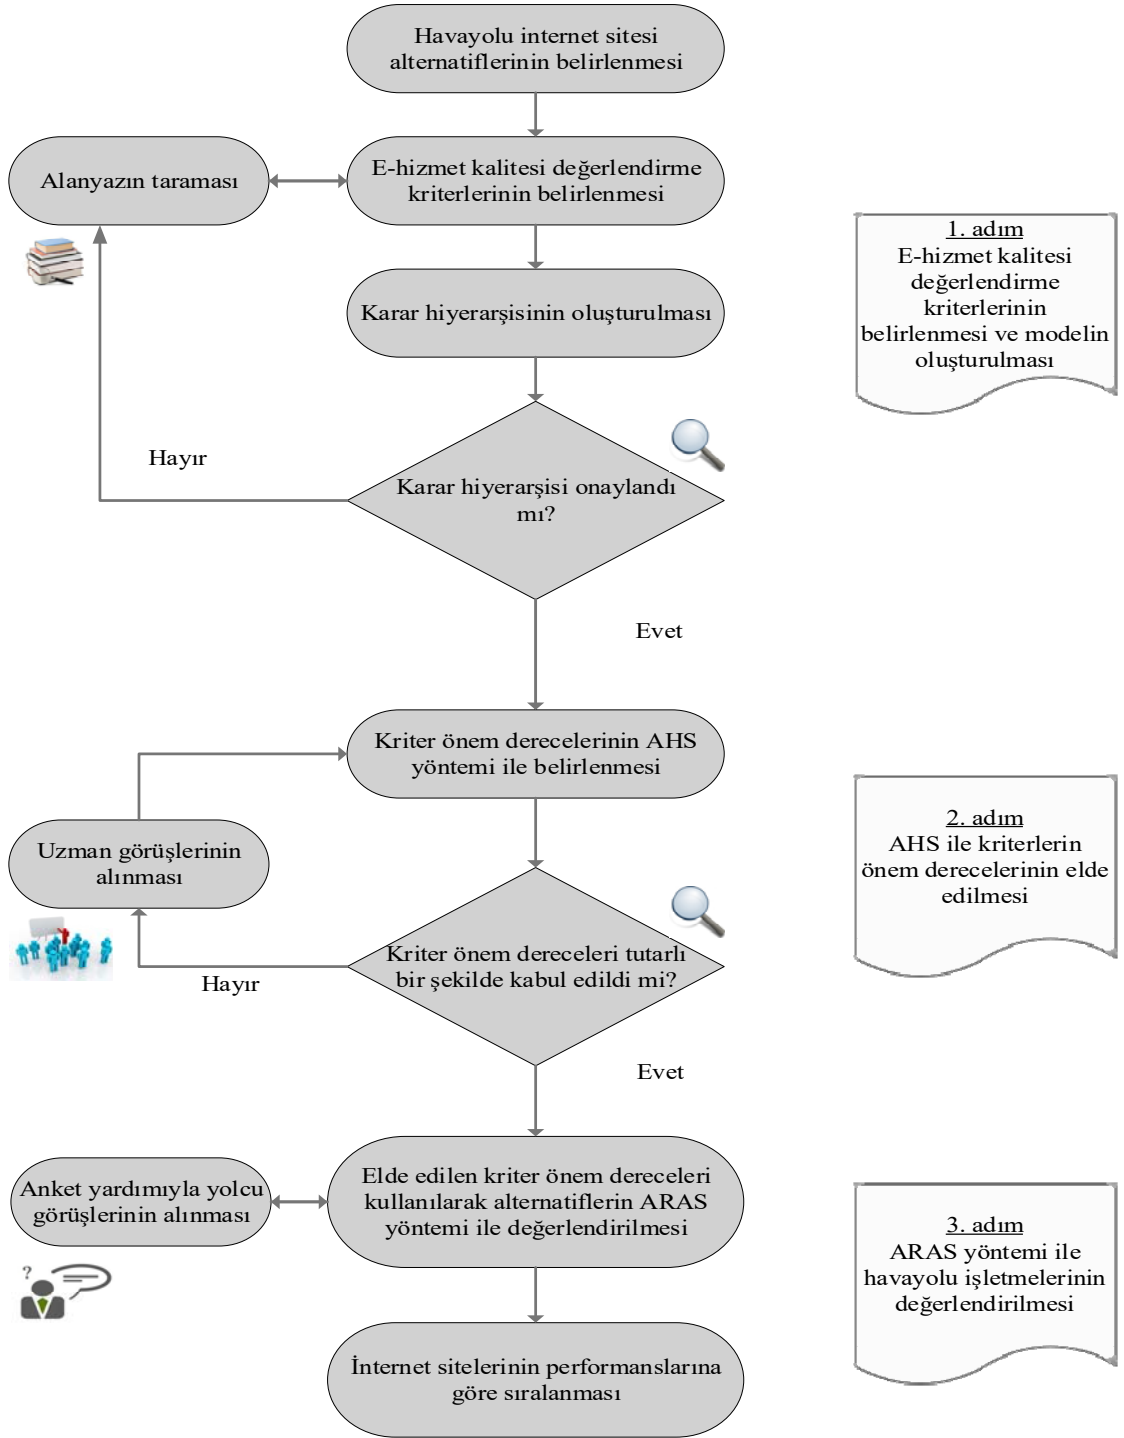 Havayolu internet sitesi
alternatiflerinin belirlenmesi
Alanyazın taraması
E-hizmet kalitesi değerlendirme
kriterlerinin belirlenmesi
Karar hiyerarşisinin oluşturulması
1. adım
E-hizmet kalitesi
değerlendirme
kriterlerinin
belirlenmesi ve modelin
oluşturulması
Hayır
Karar hiyerarşisi onaylandı
mı?
Evet
Kriter önem derecelerinin AHS
yöntemi ile belirlenmesi
Uzman görüşlerinin
alınması
2. adım
AHS ile kriterlerin
önem derecelerinin elde
edilmesi
Kriter önem dereceleri tutarlı
bir şekilde kabul edildi mi?
Hayır
Evet
Anket yardımıyla yolcu
görüşlerinin alınması
Elde edilen kriter önem dereceleri
kullanılarak alternatiflerin ARAS
yöntemi ile değerlendirilmesi
3. adım
ARAS yöntemi ile
havayolu işletmelerinin
değerlendirilmesi
?
İnternet sitelerinin performanslarına
göre sıralanması